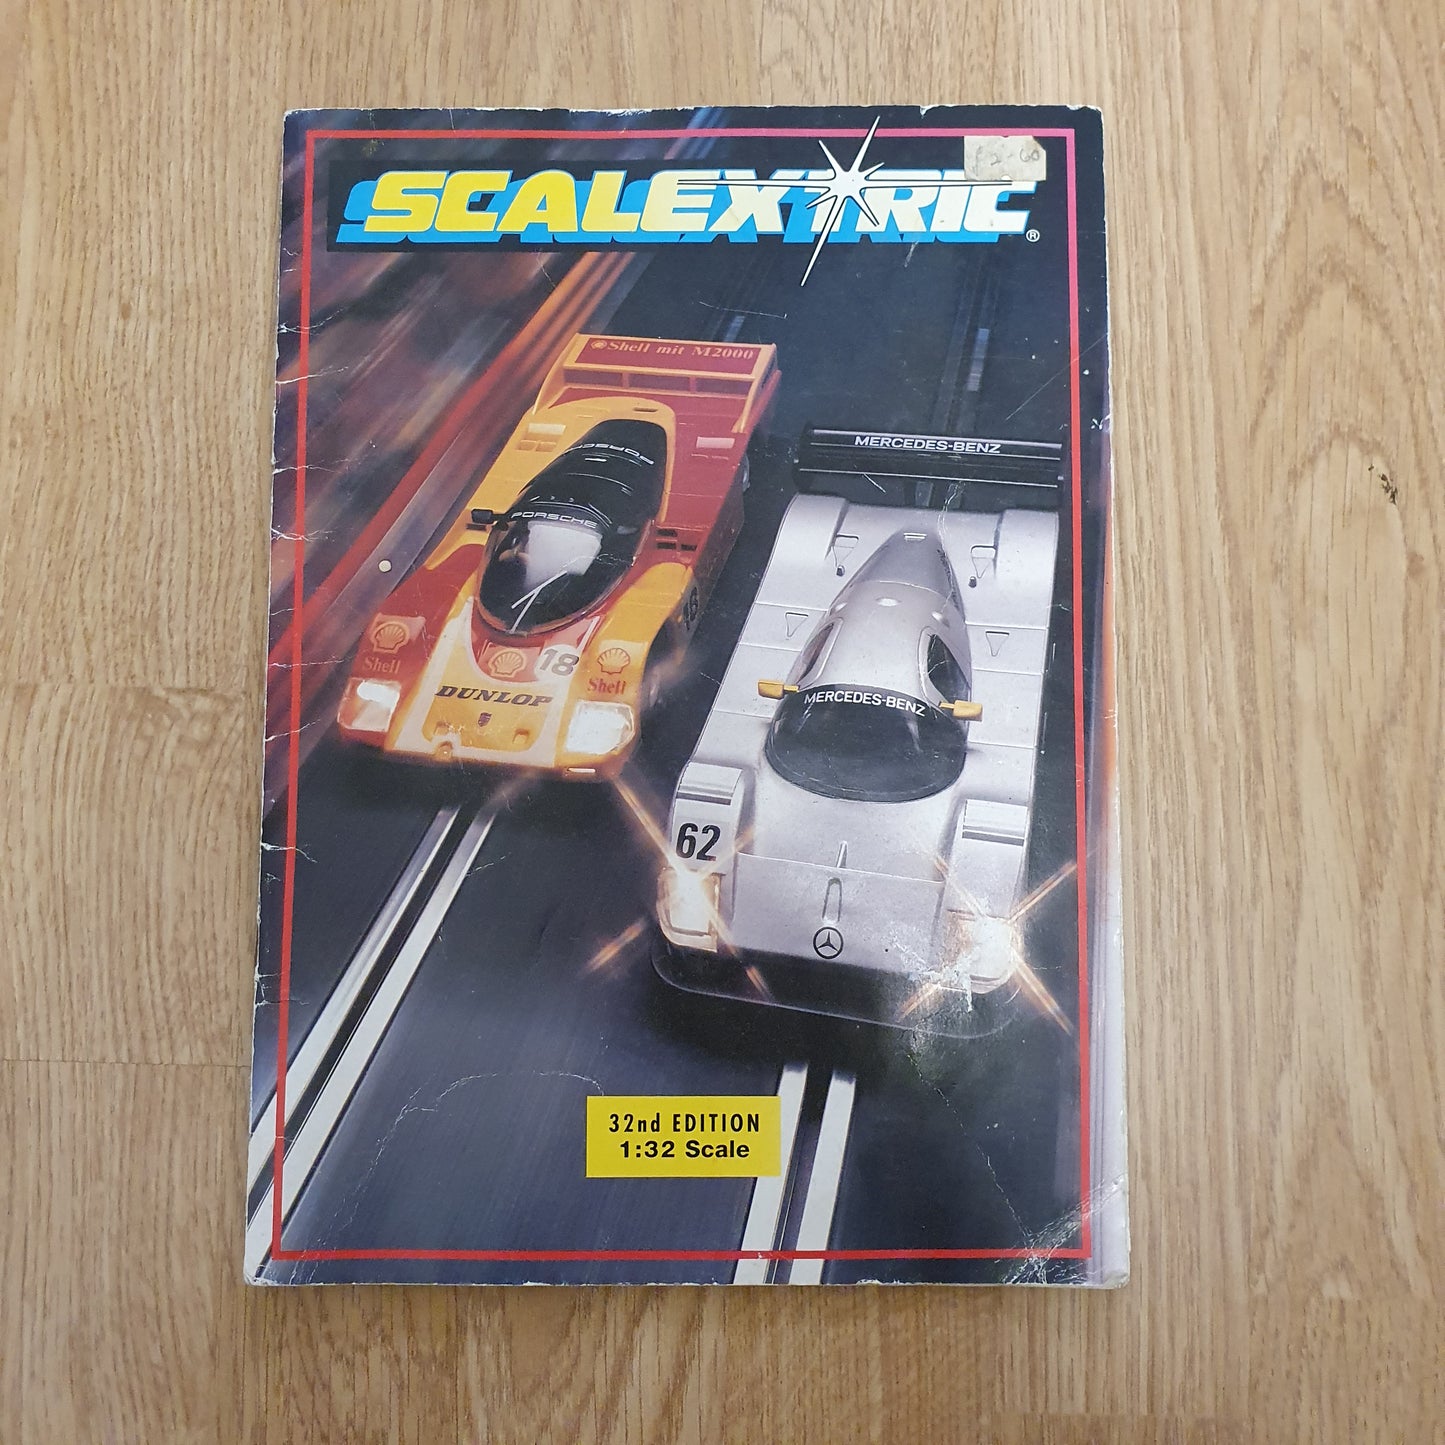 SCALEXTRIC
®
Shell mit M2000
PORSCHE
PORSCHE
MERCEDES-BENZ
18
Shell
18
Shell
DUNLOP
MERCEDES-BENZ
62
32nd EDITION
1:32 Scale